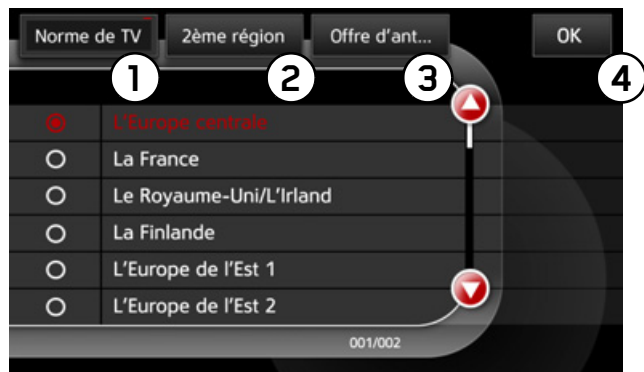 Norme de TV 2ème région Offre d'ant... OK
1 2 3 4
L'Europe centrale
La France
Le Royaume-Uni/L'Irland
La Finlande
L'Europe de l'Est 1
L'Europe de l'Est 2
001/002